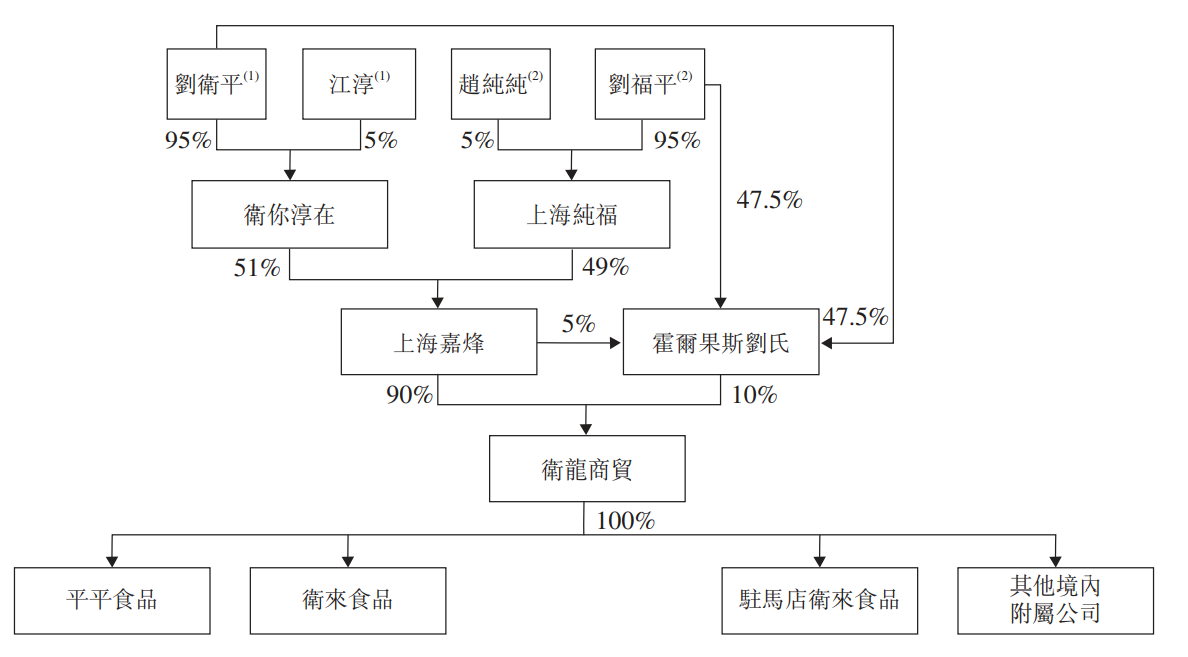 劉衛平(1)
江淳(1)
趙純純(2)
劉福平(2)
95%
5%
5%
95%
衛你淳在
上海純福
47.5%
51%
49%
上海嘉烽
5%
霍爾果斯劉氏
47.5%
90%
10%
衛龍商貿
100%
平平食品
衛來食品
駐馬店衛來食品
其他境內
附屬公司